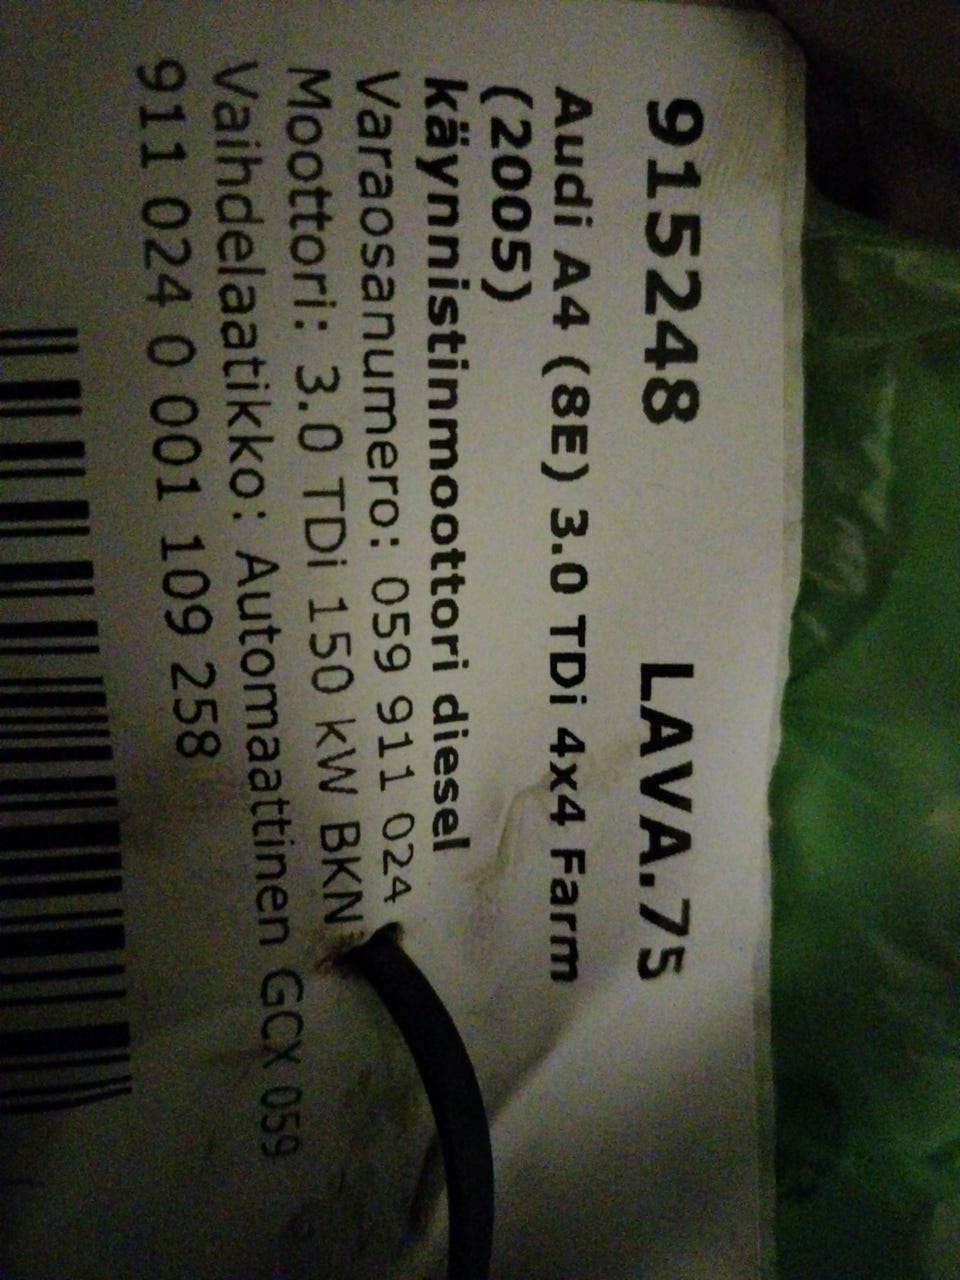 915248 LAVA.75
Audi A4 (8E) 3.0 TDi 4x4 Farm
(2005)
käynnistinmoottori diesel
Varaosanumero: 059 911 024
Moottori: 3.0 TDi 150 kW BKN
Vaihdelaatikko: Automaattinen GCX 059
911 024 0 001 109 258